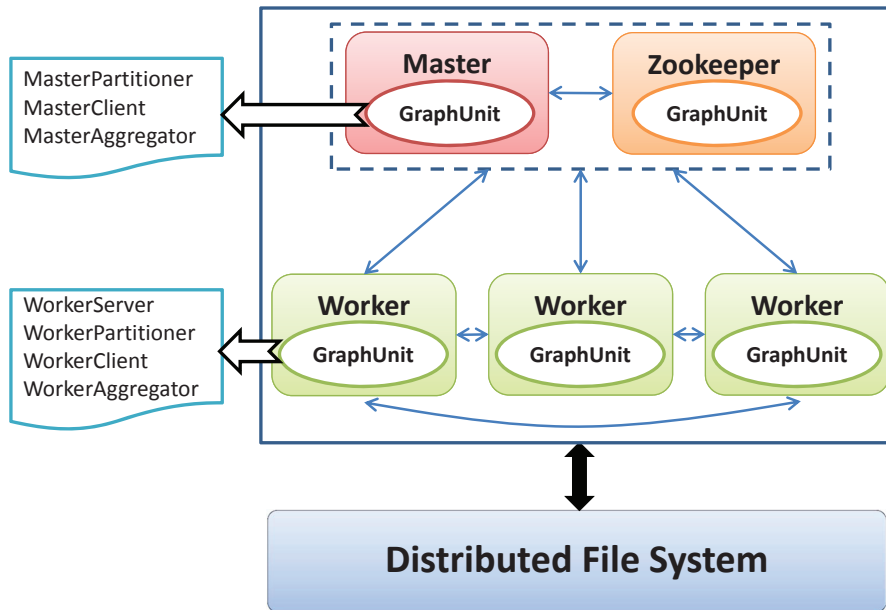 MasterPartitioner
MasterClient
MasterAggregator
Master
GraphUnit
Zookeeper
GraphUnit
WorkerServer
WorkerPartitioner
WorkerClient
WorkerAggregator
Worker
GraphUnit
Worker
GraphUnit
Worker
GraphUnit
Distributed File System